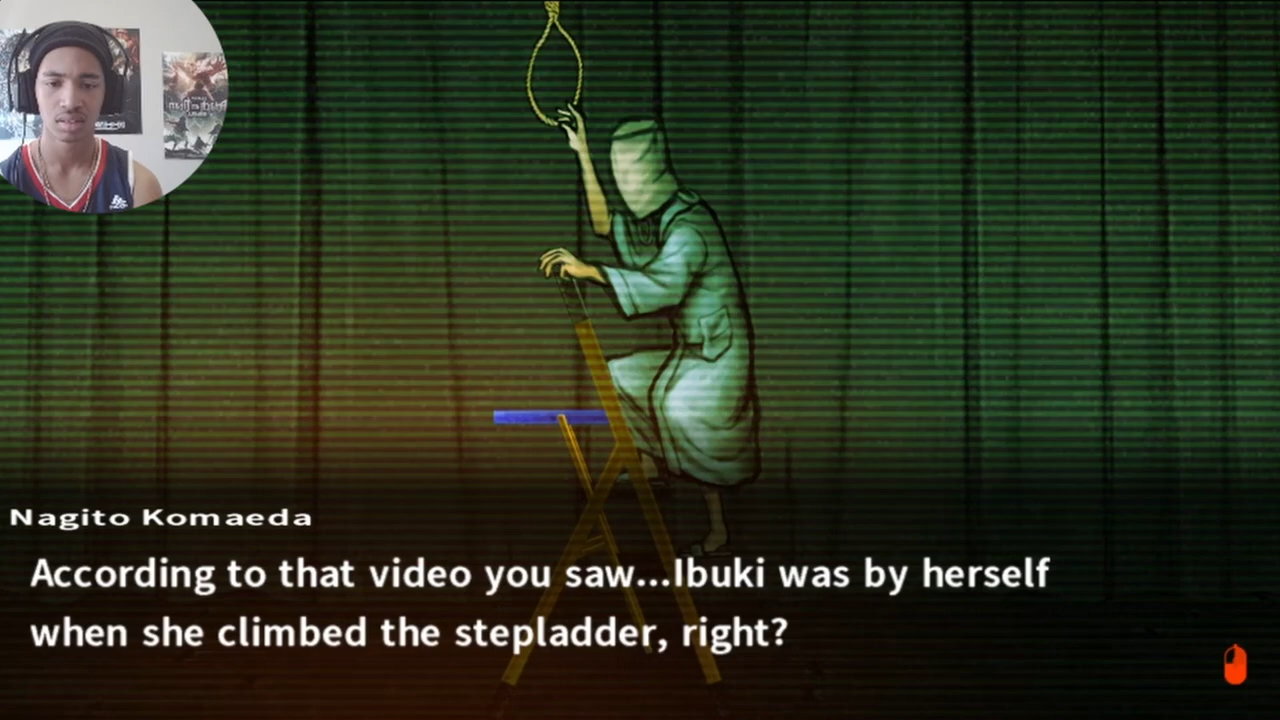 Nagito Komaeda
According to that video you saw...Ibuki was by herself
when she climbed the stepladder, right?